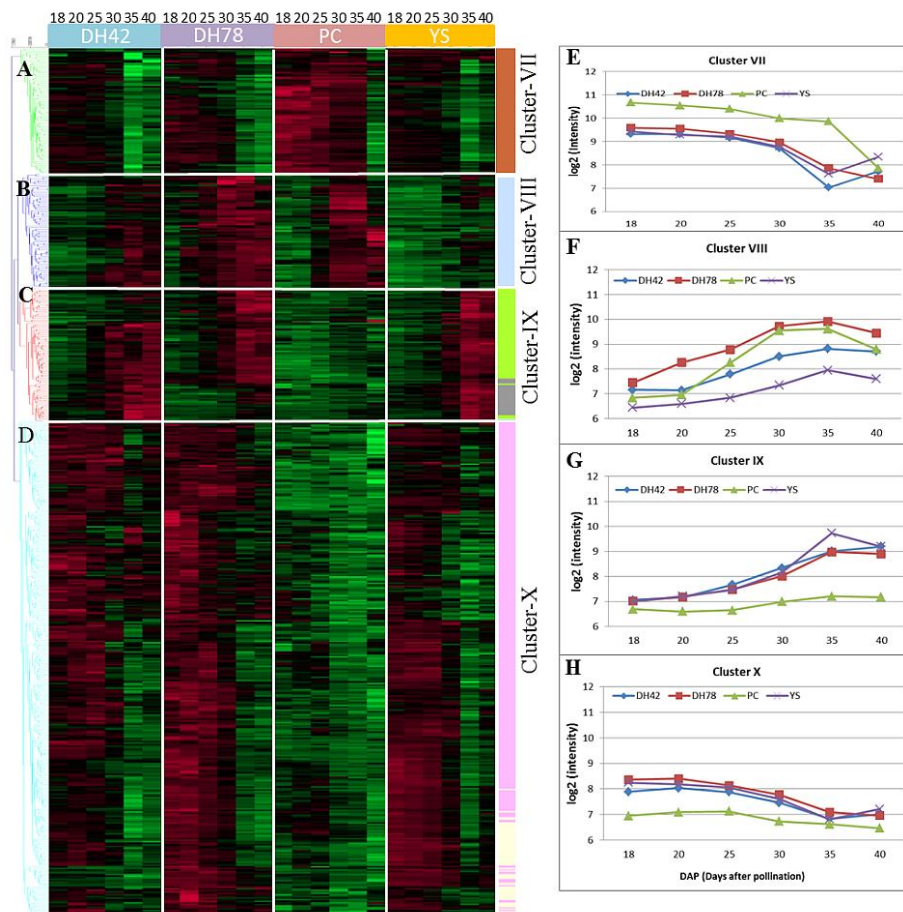 18 20 25 30 35 40 18 20 25 30 35 40 18 20 25 30 35 40 18 20 25 30 35 40
DH42 DH78 PC YS
A
Cluster-VII
B
Cluster-VIII
C
Cluster-IX
D
Cluster-X
E
Cluster VII
DH42 DH78 PC YS
log2 (Intensity)
12
11
10
9
8
7
6
18 20 25 30 35 40
F
Cluster VIII
DH42 DH78 PC YS
log2 (intensity)
12
11
10
9
8
7
6
18 20 25 30 35 40
G
Cluster IX
DH42 DH78 PC YS
log2 (intensity)
12
11
10
9
8
7
6
18 20 25 30 35 40
H
Cluster X
DH42 DH78 PC YS
log2 (intensity)
12
11
10
9
8
7
6
18 20 25 30 35 40
DAP (Days after pollination)